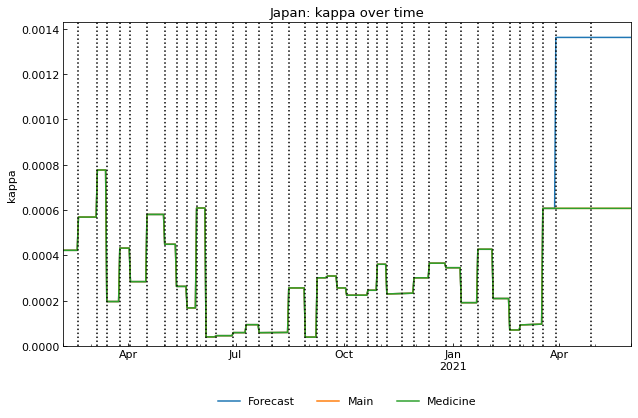 Japan: kappa over time
0.0014
0.0012
0.0010
0.0008
0.0006
0.0004
0.0002
0.0000
kappa
Apr Jul Oct Jan Apr
2021
Forecast Main Medicine